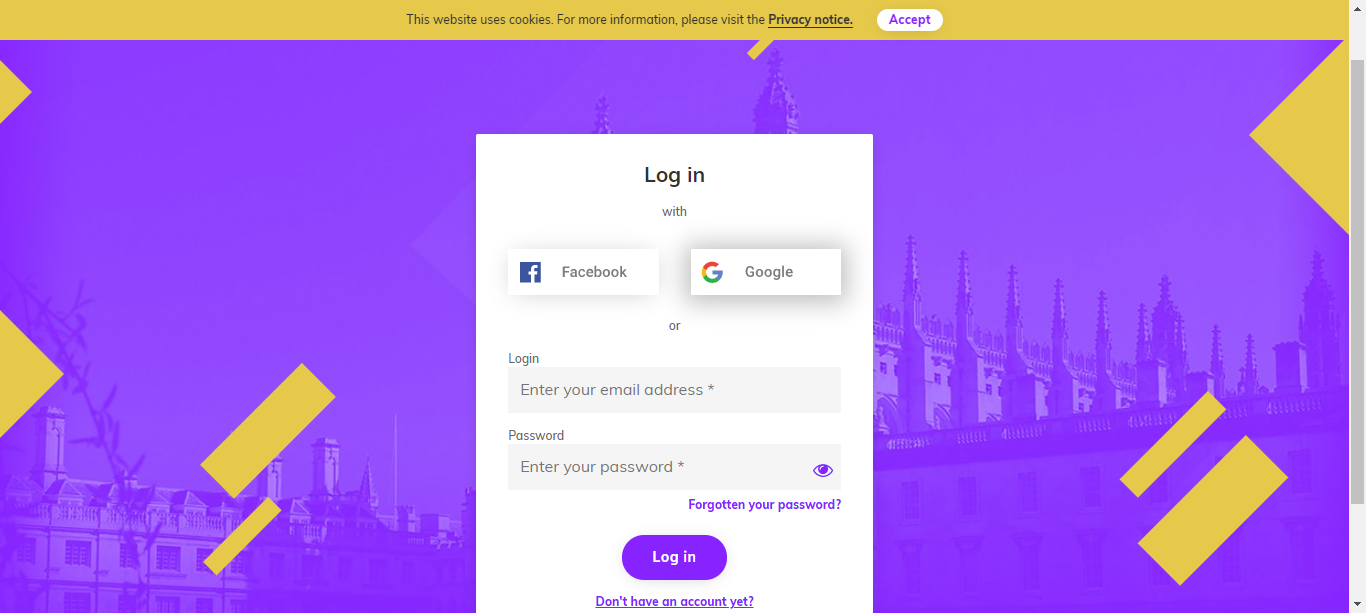 This website uses cookies. For more information, please visit the Privacy notice. Accept
Log in
with
Facebook Google
or
Login
Enter your email address *
Password
Enter your password *
Forgotten your password?
Log in
Don't have an account yet?